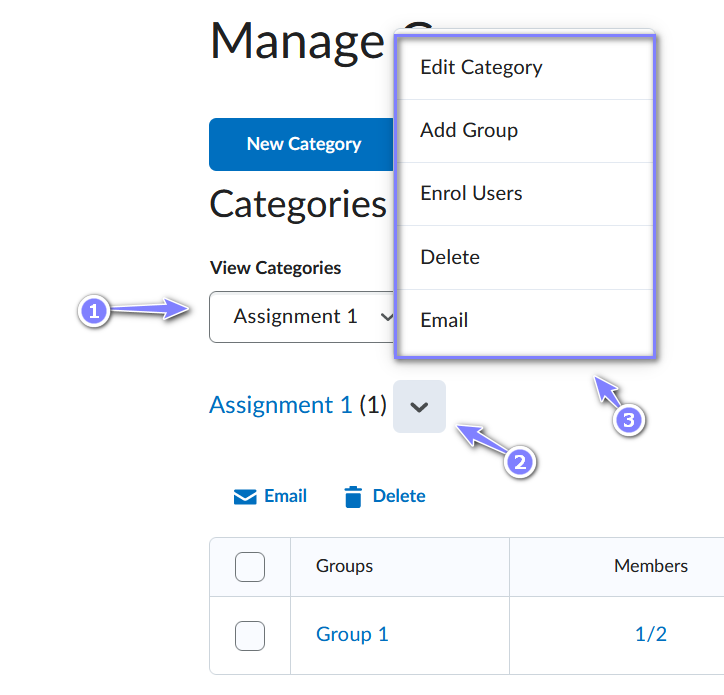 Manage
Edit Category
Add Group
Enrol Users
Delete
Email
New Category
Categories
View Categories
1
Assignment 1
Assignment 1 (1)
3
2
Email
Delete
Groups
Members
Group 1
1/2